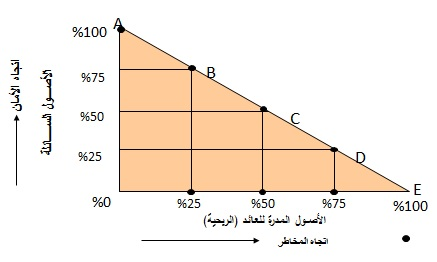 A
%100
%75
B
%50
C
%25
D
E
%0
%25
%50
%75
%100
الأصول السائلة
اتجاه الأمان
الأصول المدرة للعائد (الربحية)
اتجاه المخاطر